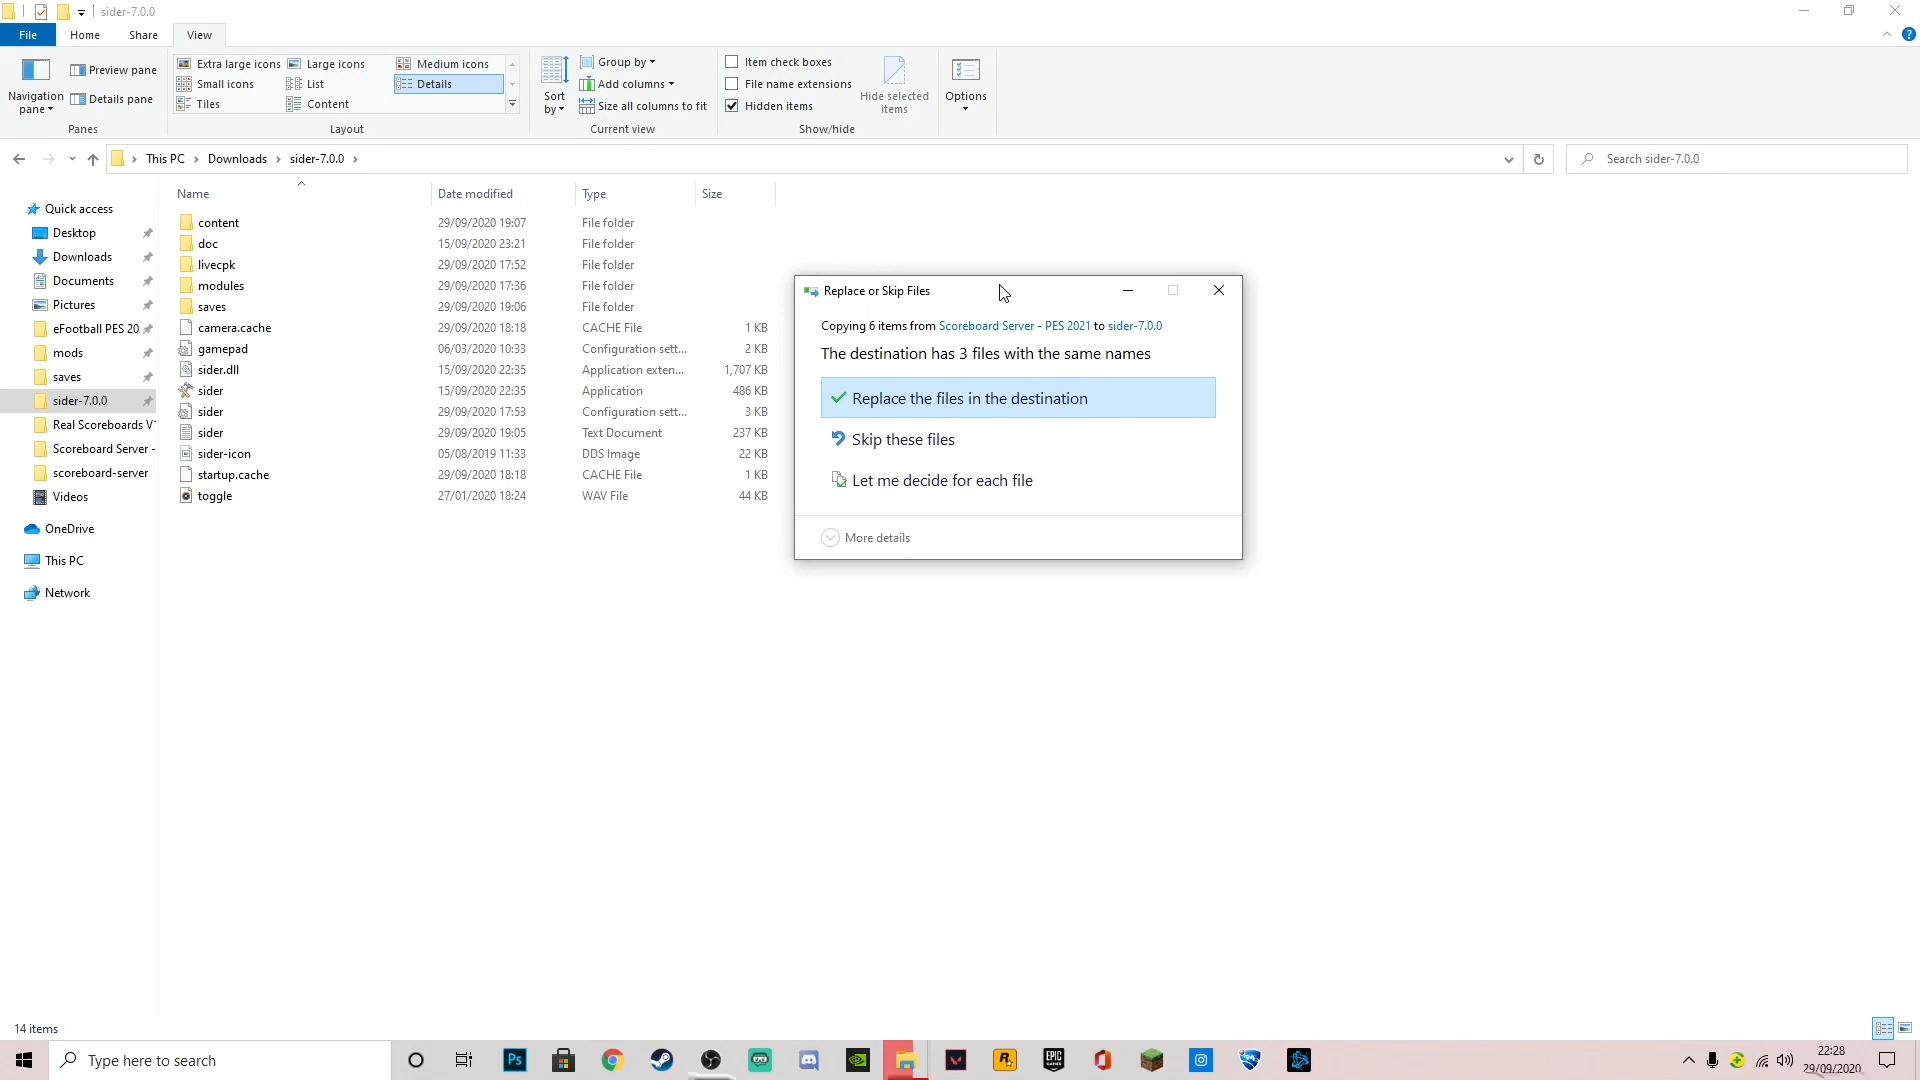 sider-7.0.0
File Home Share View
Navigation pane
Preview pane
Details pane
Panes
Extra large icons Large icons Medium icons
Small icons List Details
Tiles Content
Layout
Sort by
Group by
Add columns
Size all columns to fit
Current view
Item check boxes
File name extensions
Hidden items
Hide selected items
Show/hide
Options
This PC Downloads sider-7.0.0
Search sider-7.0.0
Name Date modified Type Size
Quick access
Desktop
Downloads
Documents
Pictures
eFootball PES 20
mods
saves
sider-7.0.0
Real Scoreboards V
Scoreboard Server -
scoreboard-server
Videos
OneDrive
This PC
Network
content 29/09/2020 19:07 File folder
doc 15/09/2020 23:21 File folder
livecpk 29/09/2020 17:52 File folder
modules 29/09/2020 17:36 File folder
saves 29/09/2020 19:06 File folder
camera.cache 29/09/2020 18:18 CACHE File 1 KB
gamepad 06/03/2020 10:33 Configuration sett... 2 KB
sider.dll 15/09/2020 22:35 Application exten... 1,707 KB
sider 15/09/2020 22:35 Application 486 KB
sider 29/09/2020 17:53 Configuration sett... 3 KB
sider 29/09/2020 19:05 Text Document 237 KB
sider-icon 05/08/2019 11:33 DDS Image 22 KB
startup.cache 29/09/2020 18:18 CACHE File 1 KB
toggle 27/01/2020 18:24 WAV File 44 KB
Replace or Skip Files
Copying 6 items from Scoreboard Server - PES 2021 to sider-7.0.0
The destination has 3 files with the same names
Replace the files in the destination
Skip these files
Let me decide for each file
More details
14 items
Type here to search
Ps
R
EPIC GAMES
22:28
29/09/2020